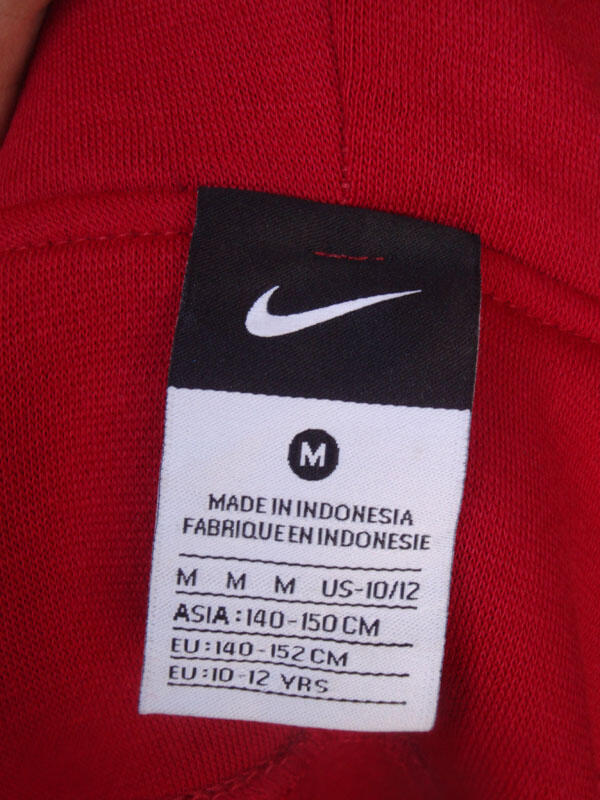 M
MADE IN INDONESIA
FABRIQUE EN INDONESIE
M M M US-10/12
ASIA : 140-150 CM
EU : 140-152 CM
EU : 10-12 YRS